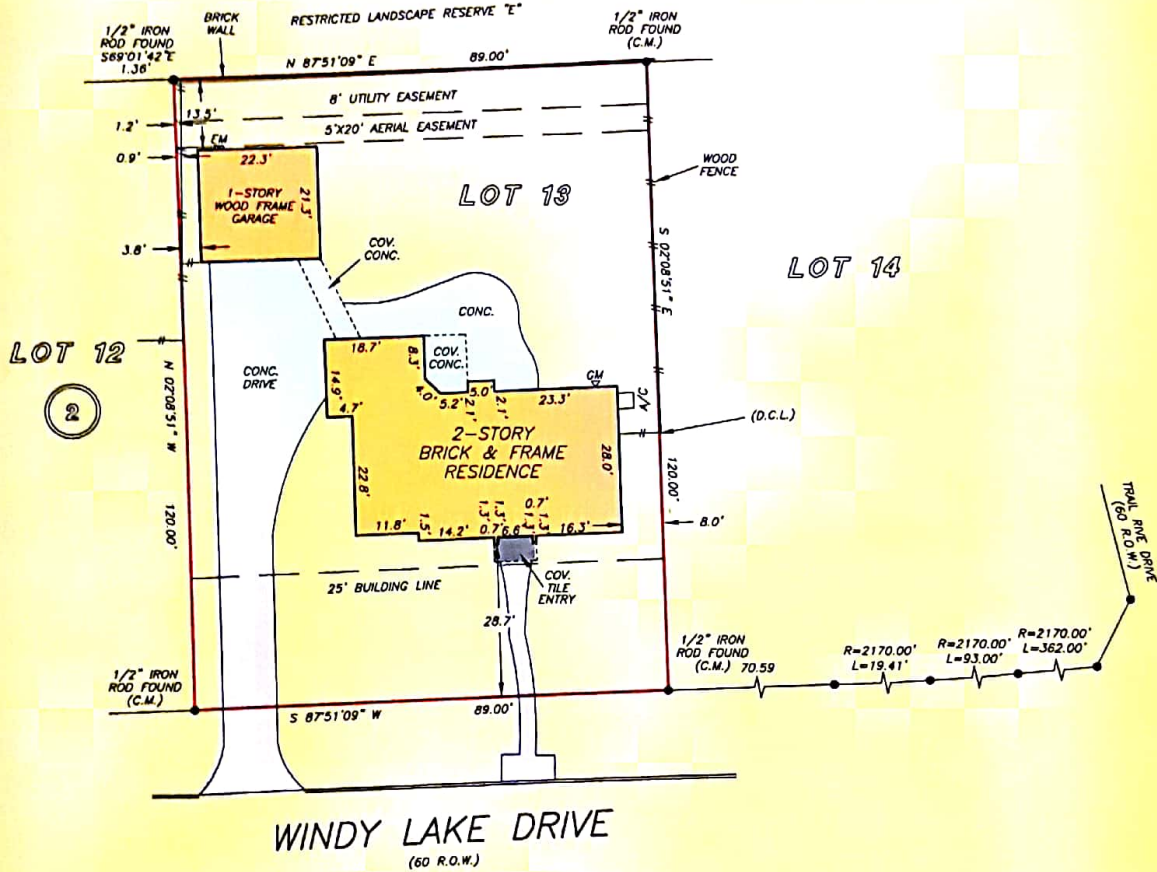 RESTRICTED LANDSCAPE RESERVE "E"
BRICK
WALL
1/2" IRON
ROD FOUND
S69°01'42"E
1.36'
1/2" IRON
ROD FOUND
(C.M.)
N 87°51'09" E
89.00'
8' UTILITY EASEMENT
13.5'
1.2'
5'X20' AERIAL EASEMENT
EM
0.9'
22.3'
WOOD
FENCE
1-STORY
WOOD FRAME
GARAGE
21.3'
LOT 13
3.8'
COV.
CONC.
S 02°08'51" E
LOT 14
CONC.
LOT 12
2
N 02°08'51" W
120.00'
CONC.
DRIVE
18.7'
8.3'
COV.
CONC.
14.9'
4.0'
5.2'
5.0'
2.1'
2.1'
23.3'
GM
A/C
4.7'
(D.C.L.)
2-STORY
BRICK & FRAME
RESIDENCE
28.0'
22.8'
120.00'
8.0'
11.8'
1.5'
14.2'
1.3'
0.7'
1.3'
6.6'
1.3'
0.7'
1.3'
16.3'
TRAIL RIVE DRIVE
(60 R.O.W.)
25' BUILDING LINE
COV.
TILE
ENTRY
28.7'
1/2" IRON
ROD FOUND
(C.M.)
70.59
R=2170.00'
L=19.41'
R=2170.00'
L=93.00'
R=2170.00'
L=362.00'
1/2" IRON
ROD FOUND
(C.M.)
S 87°51'09" W
89.00'
WINDY LAKE DRIVE
(60 R.O.W.)